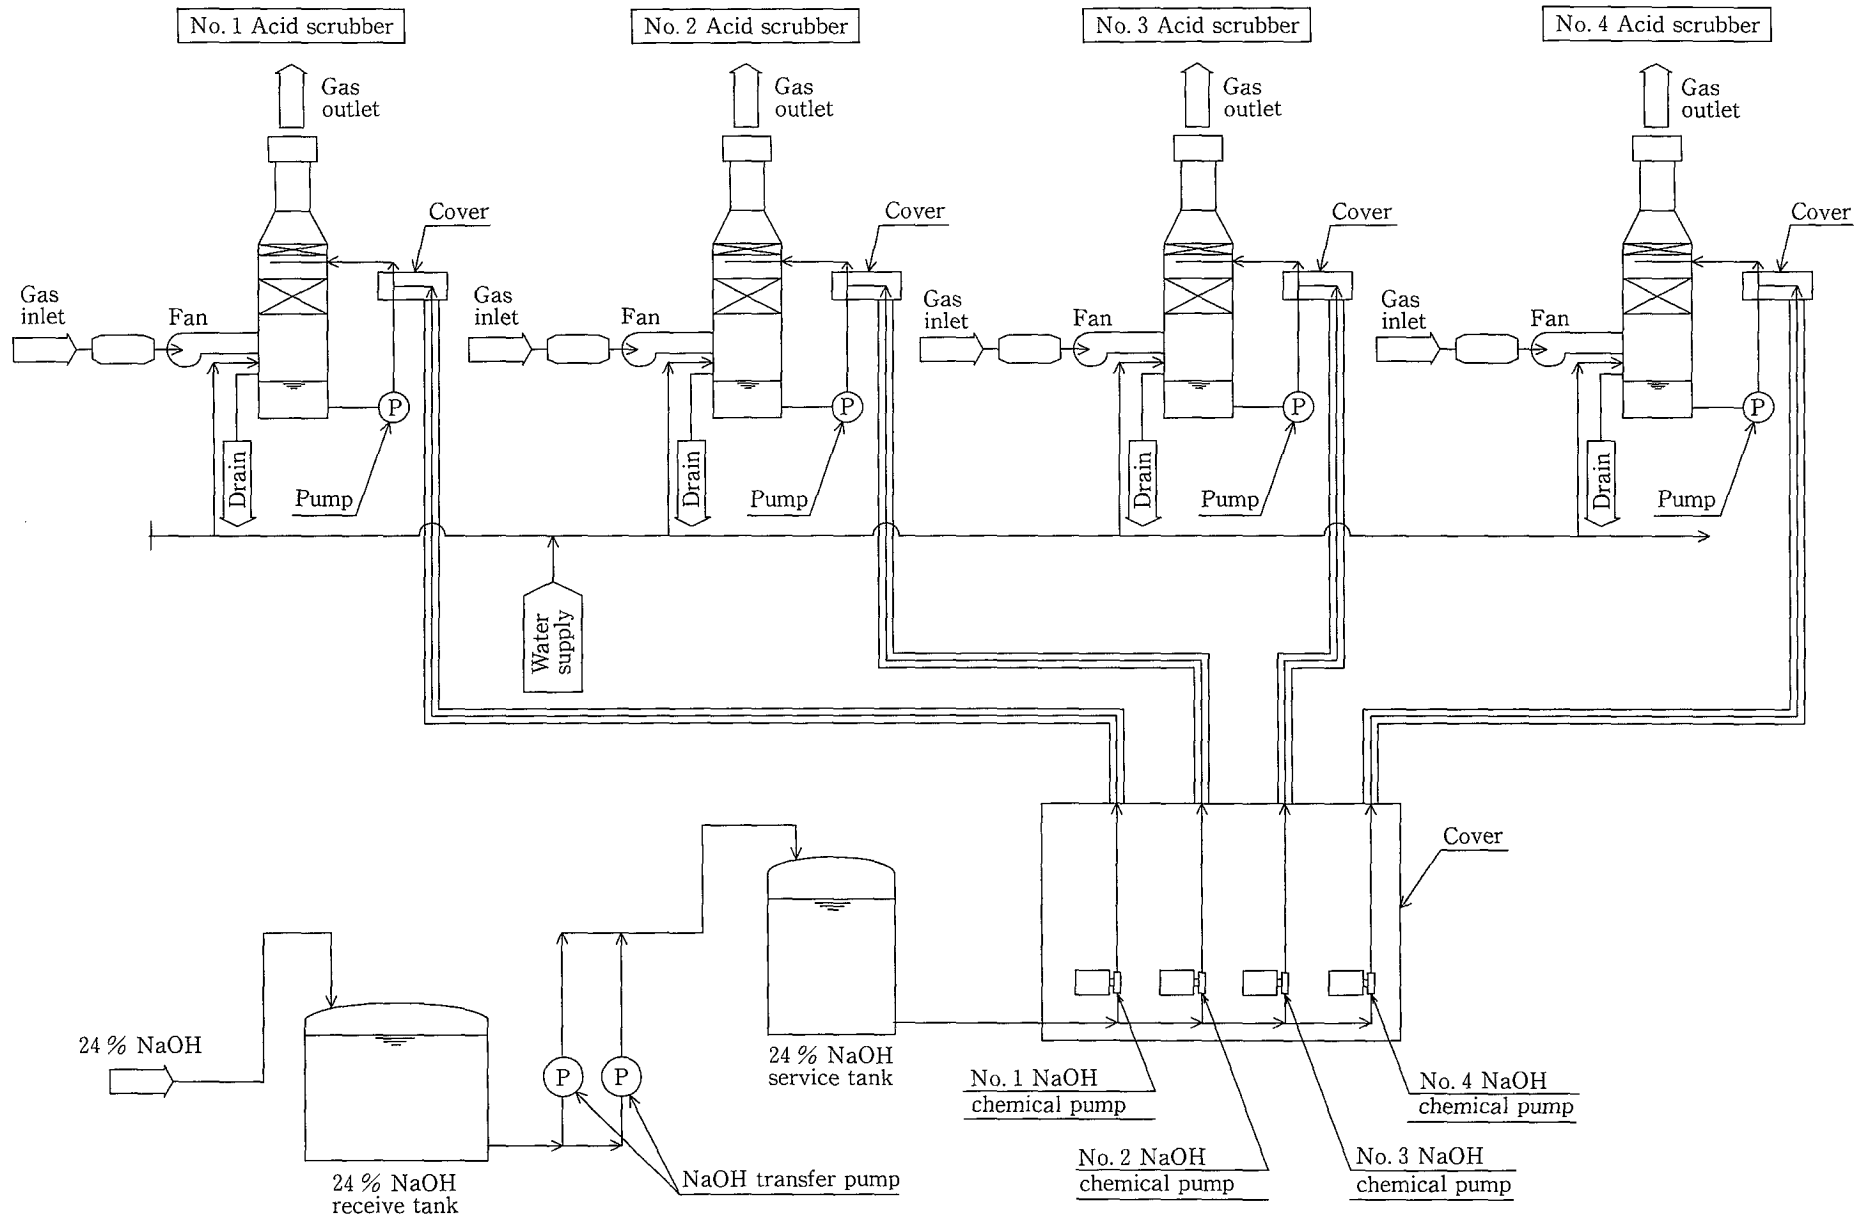 No. 1 Acid scrubber
No. 2 Acid scrubber
No. 3 Acid scrubber
No. 4 Acid scrubber
Gas
outlet
Gas
outlet
Gas
outlet
Gas
outlet
Cover
Cover
Cover
Cover
Gas
inlet
Fan
Gas
inlet
Fan
Gas
inlet
Fan
Gas
inlet
Fan
P
P
P
P
Drain
Pump
Drain
Pump
Drain
Pump
Drain
Pump
Water
supply
Cover
24 % NaOH
P
P
24 % NaOH
service tank
No. 1 NaOH
chemical pump
No. 4 NaOH
chemical pump
No. 2 NaOH
chemical pump
No. 3 NaOH
chemical pump
NaOH transfer pump
24 % NaOH
receive tank